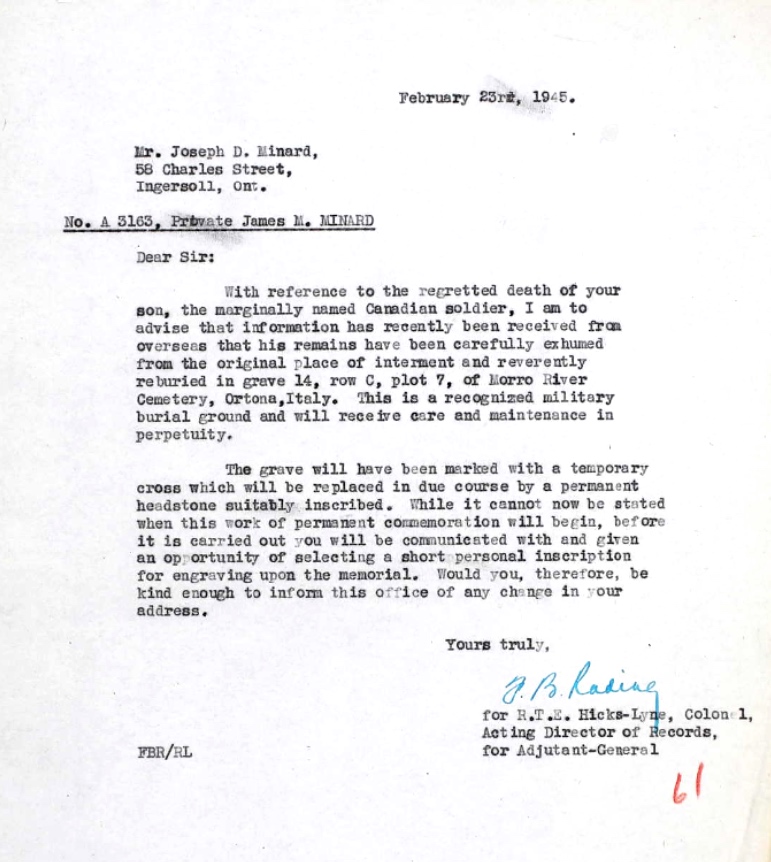 February 23rd, 1945.
Mr. Joseph D. Minard,
58 Charles Street,
Ingersoll, Ont.
No. A 3163, Private James M. MINARD
Dear Sir:
With reference to the regretted death of your
son, the marginally named Canadian soldier, I am to
advise that information has recently been received from
overseas that his remains have been carefully exhumed
from the original place of interment and reverently
reburied in grave 14, row C, plot 7, of Morro River
Cemetery, Ortona,Italy. This is a recognized military
burial ground and will receive care and maintenance in
perpetuity.
The grave will have been marked with a temporary
cross which will be replaced in due course by a permanent
headstone suitably inscribed. While it cannot now be stated
when this work of permanent commemoration will begin, before
it is carried out you will be communicated with and given
an opportunity of selecting a short personal inscription
for engraving upon the memorial. Would you, therefore, be
kind enough to inform this office of any change in your
address.
Yours truly,
F. B. Rading
for R.T.E. Hicks-Lyne, Colonel,
Acting Director of Records,
for Adjutant-General
FBR/RL
61